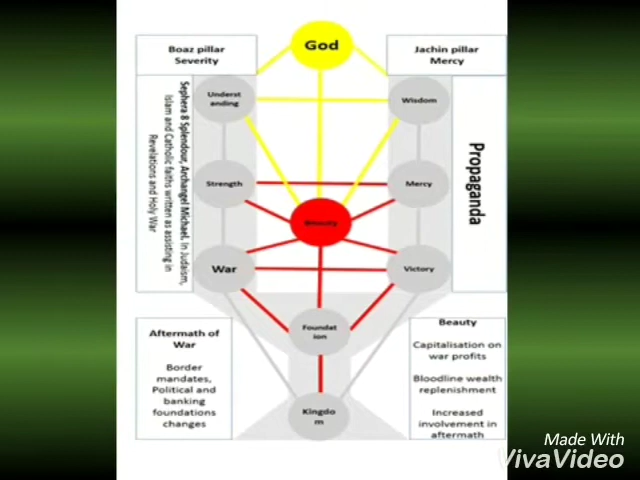 God
Boaz pillar
Severity
Jachin pillar
Mercy
Underst
anding
Wisdom
Sephera 8 Splendour, Archangel Michael. In Judaism,
Islam and Catholic faiths written as assisting in
Revelations and Holy War
Propaganda
Strength
Mercy
Beauty
War
Victory
Foundat
ion
Aftermath of
War
Border
mandates,
Political and
banking
foundations
changes
Beauty
Capitalisation on
war profits
Bloodline wealth
replenishment
Increased
involvement in
aftermath
Kingdo
m
Made With
VivaVideo